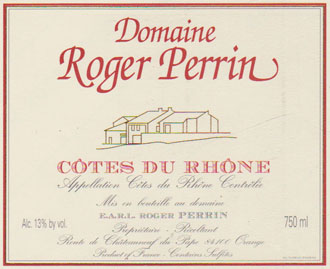 Domaine
Roger Perrin
CÔTES DU RHÔNE
Appellation Côtes du Rhône Contrôlée
Mis en bouteille au domaine
E.A.R.L. ROGER PERRIN
Alc. 13% by vol.
750 ml
Propriétaire - Récoltant
Route de Châteauneuf du Pape 84100 Orange
Product of France - Contains Sulfites